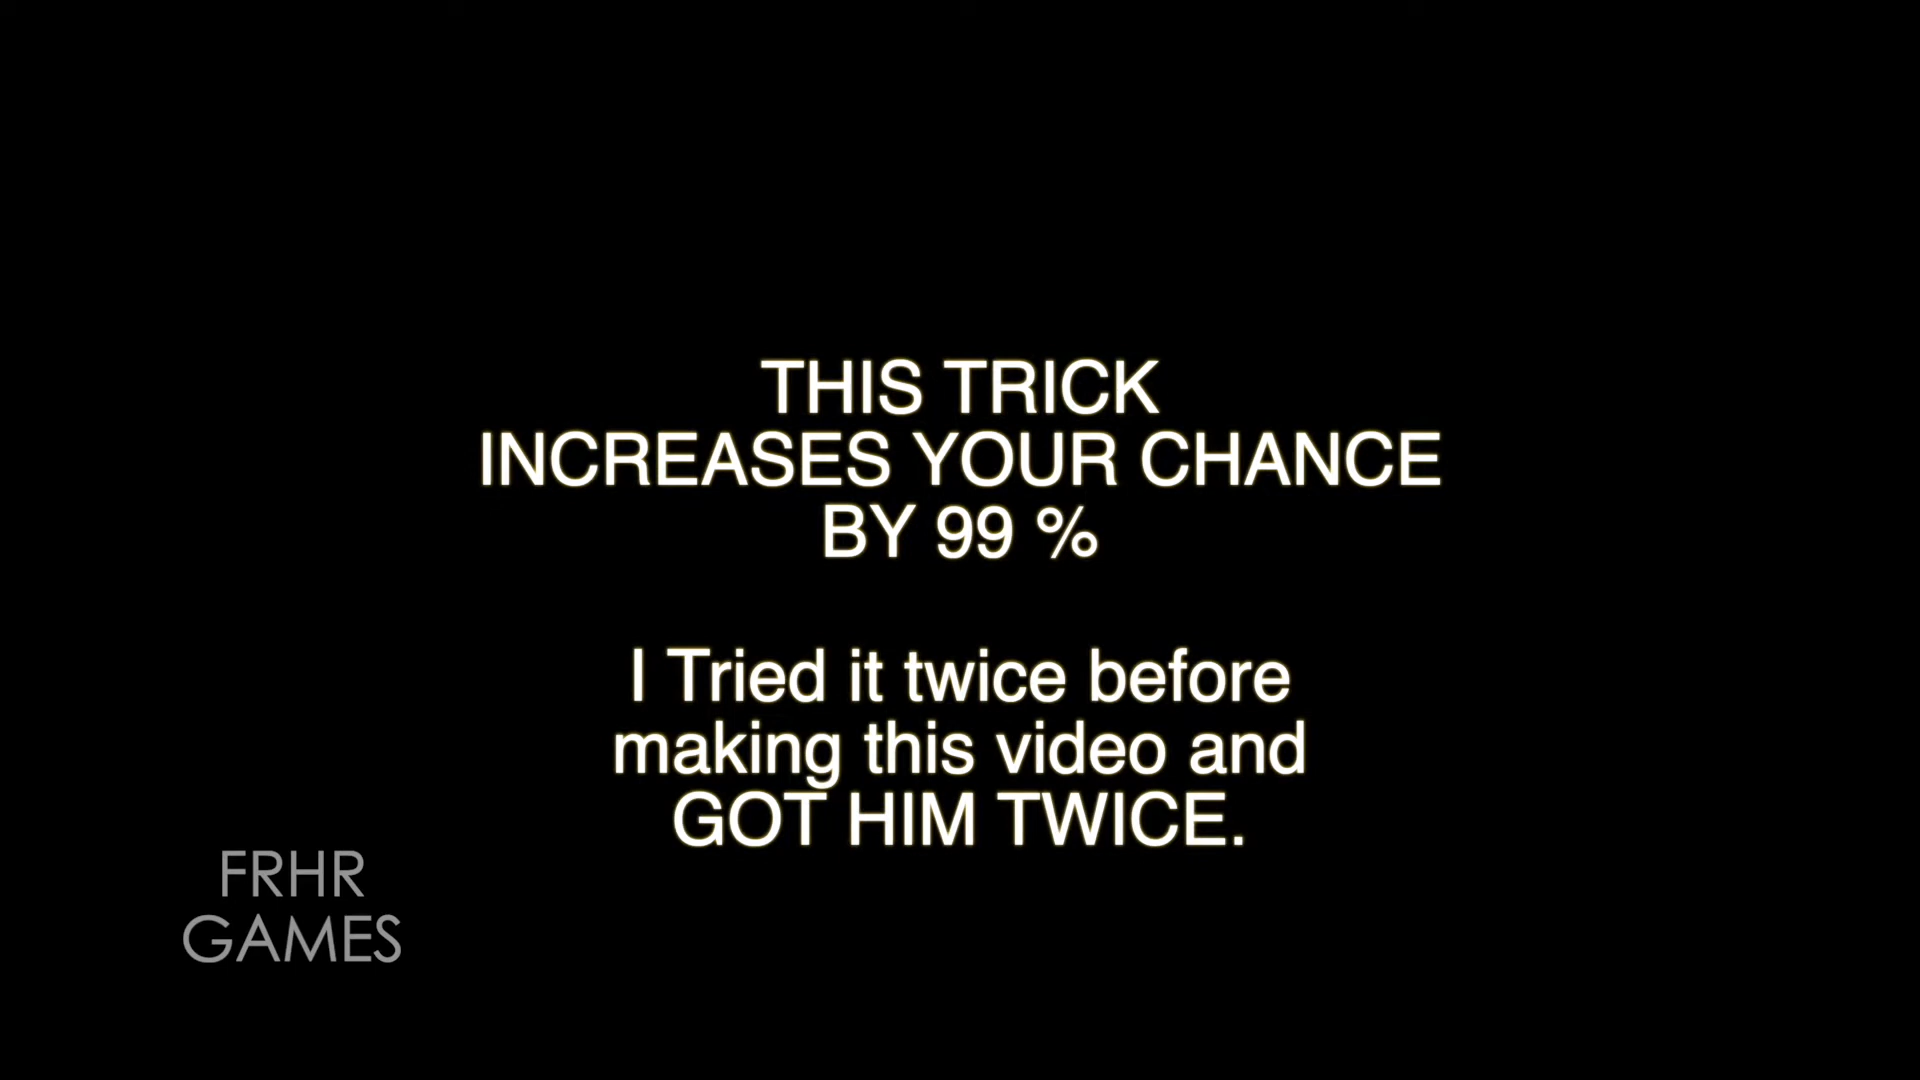 THIS TRICK
INCREASES YOUR CHANCE
BY 99 %
I Tried it twice before
making this video and
GOT HIM TWICE.
FRHR
GAMES